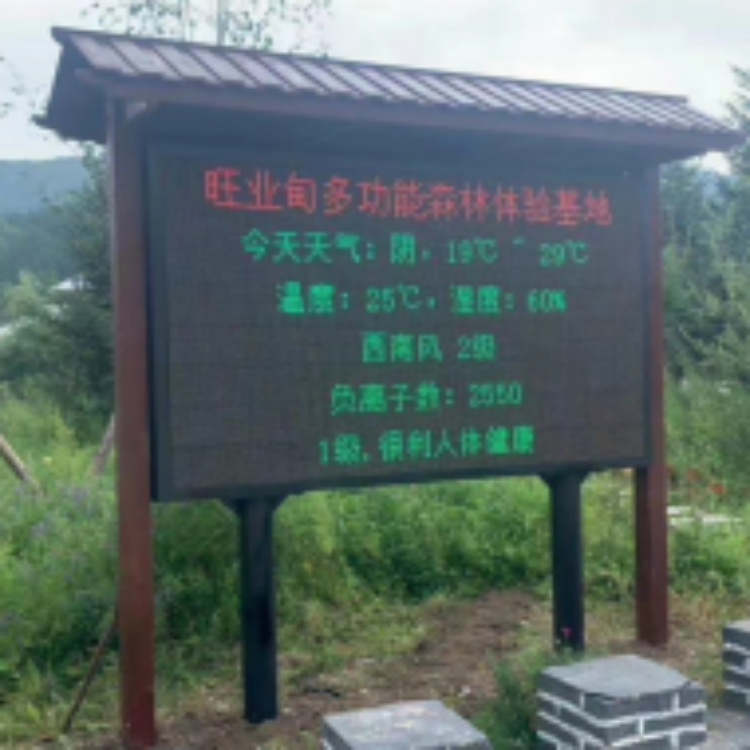 旺业甸多功能森林体验基地
今天天气：阴，19℃ ~ 29℃
温度：25℃，湿度：60%
西南风 2级
负离子数：2550
1级，很利人体健康